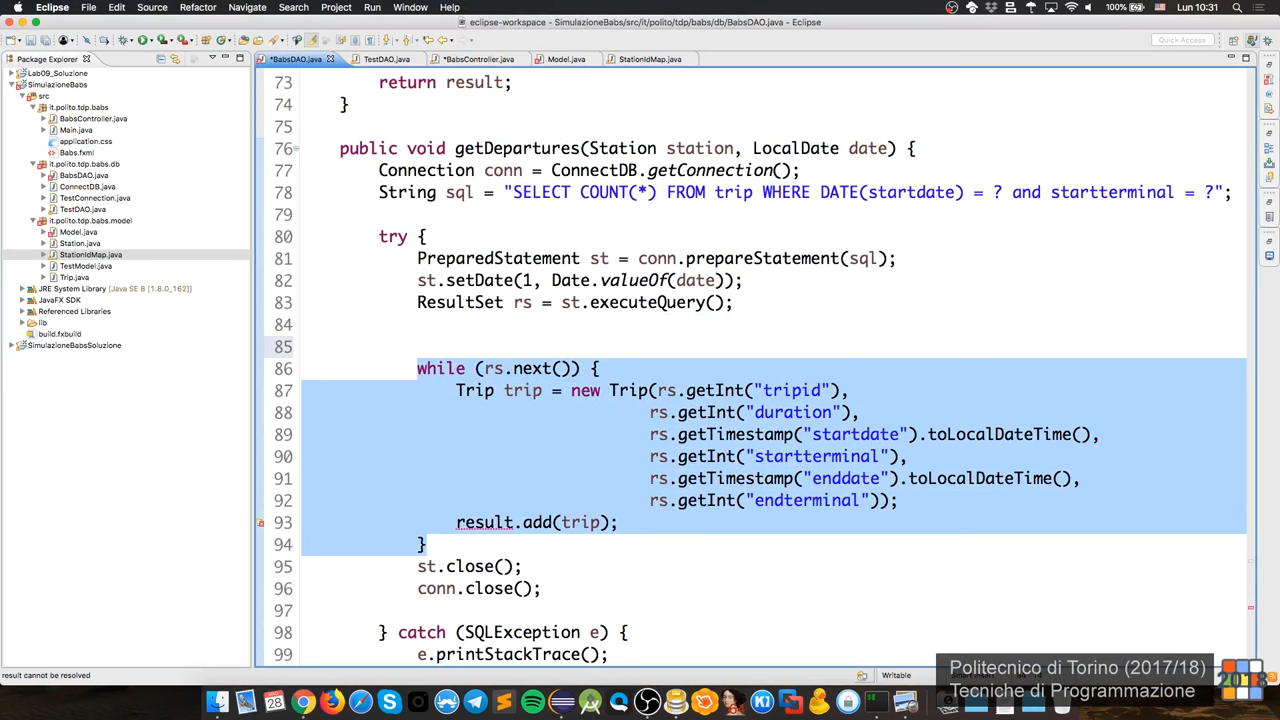 Eclipse File Edit Source Refactor Navigate Search Project Run Window Help 100% Lun 10:31
eclipse-workspace - SimulazioneBabs/src/it/polito/tdp/babs/db/BabsDAO.java - Eclipse
Quick Access
Package Explorer
*BabsDAO.java TestDAO.java *BabsController.java Model.java StationIdMap.java
Lab09_Soluzione
SimulazioneBabs
src
it.polito.tdp.babs
BabsController.java
Main.java
application.css
Babs.fxml
it.polito.tdp.babs.db
BabsDAO.java
ConnectDB.java
TestConnection.java
TestDAO.java
it.polito.tdp.babs.model
Model.java
Station.java
StationIdMap.java
TestModel.java
Trip.java
JRE System Library [Java SE 8 [1.8.0_162]]
JavaFX SDK
Referenced Libraries
lib
build.fxbuild
SimulazioneBabsSoluzione
73 return result;
74 }
75
76 public void getDepartures(Station station, LocalDate date) {
77 Connection conn = ConnectDB.getConnection();
78 String sql = "SELECT COUNT(*) FROM trip WHERE DATE(startdate) = ? and startterminal = ?";
79
80 try {
81 PreparedStatement st = conn.prepareStatement(sql);
82 st.setDate(1, Date.valueOf(date));
83 ResultSet rs = st.executeQuery();
84
85
86 while (rs.next()) {
87 Trip trip = new Trip(rs.getInt("tripid"),
88 rs.getInt("duration"),
89 rs.getTimestamp("startdate").toLocalDateTime(),
90 rs.getInt("startterminal"),
91 rs.getTimestamp("enddate").toLocalDateTime(),
92 rs.getInt("endterminal"));
93 result.add(trip);
94 }
95 st.close();
96 conn.close();
97
98 } catch (SQLException e) {
99 e.printStackTrace();
result cannot be resolved
Writable
Politecnico di Torino (2017/18)
Tecniche di Programmazione
2018